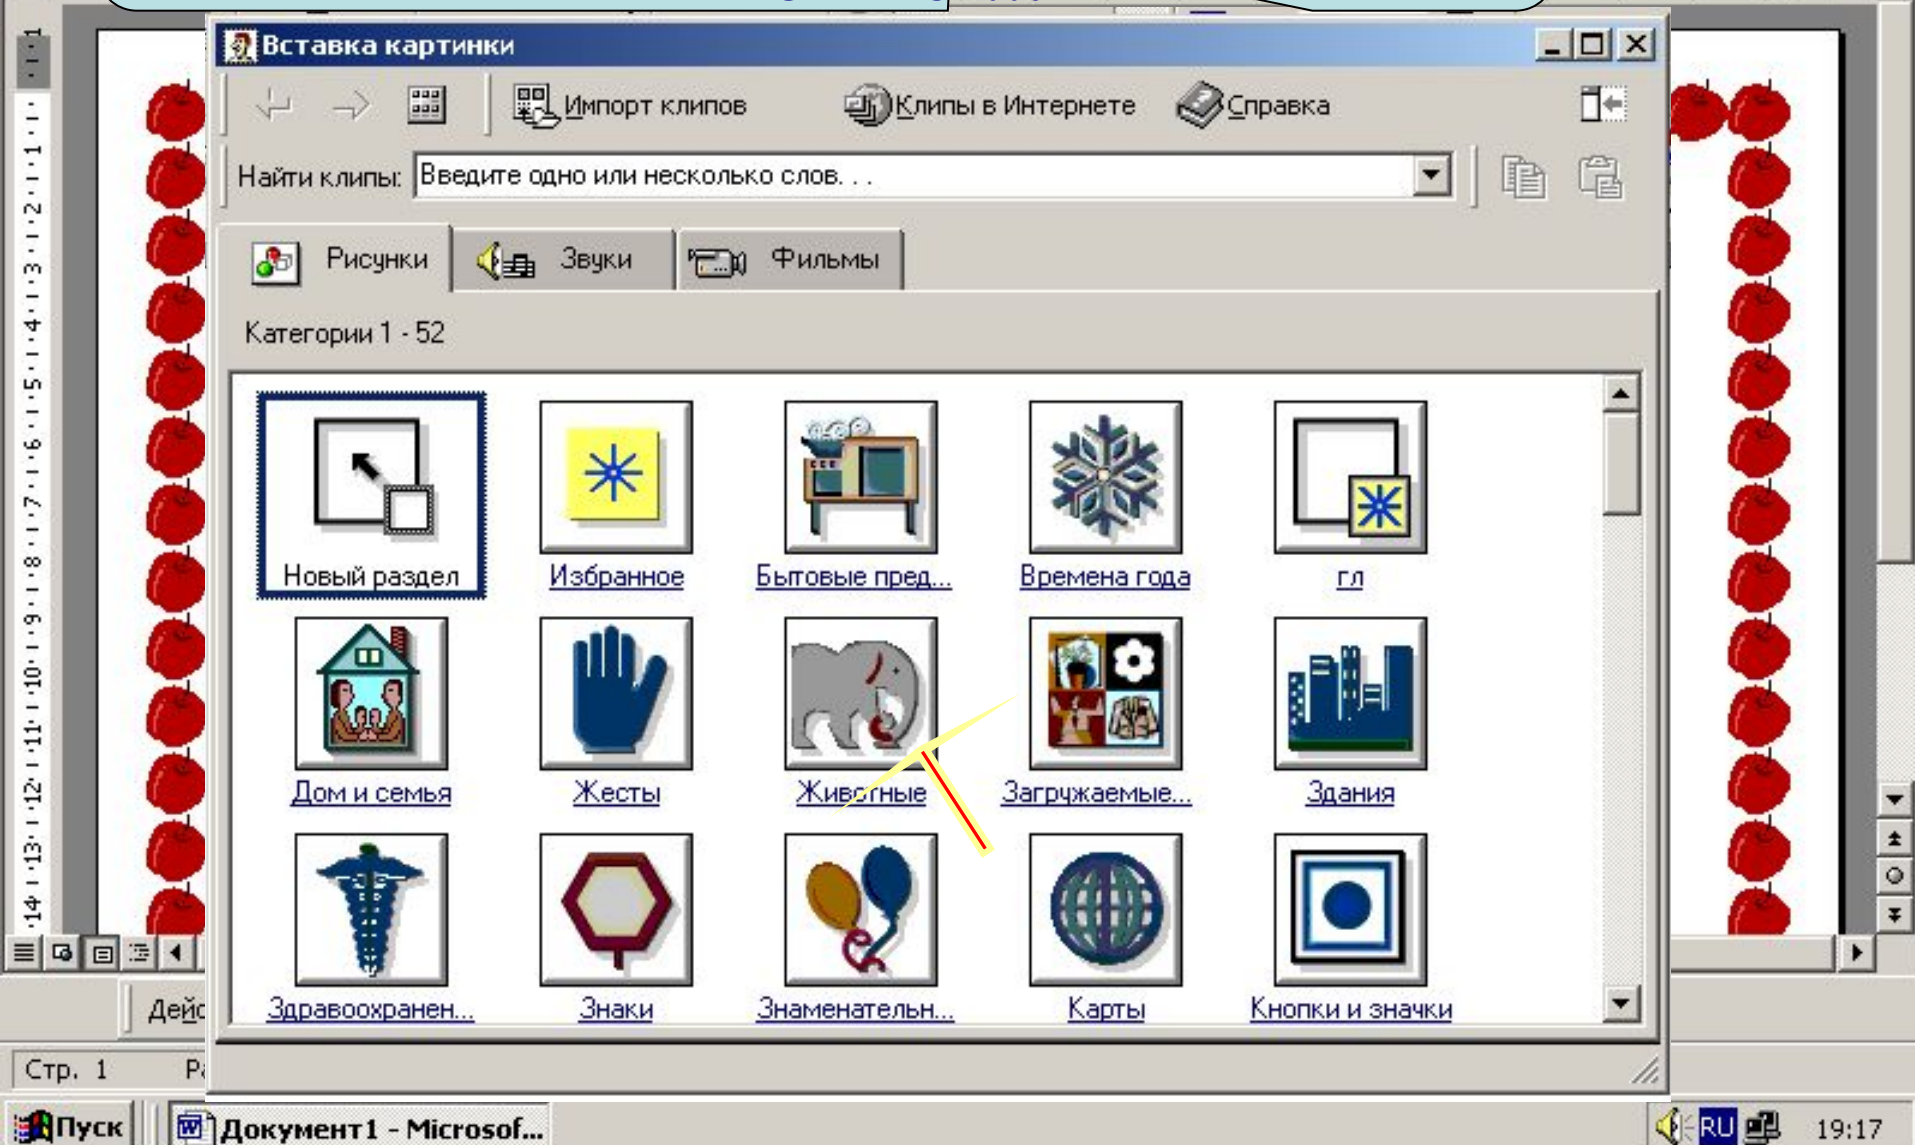 Вставка картинки
Импорт клипов Клипы в Интернете Справка
Найти клипы: Введите одно или несколько слов. . .
Рисунки Звуки Фильмы
Категории 1 - 52
Новый раздел Избранное Бытовые пред... Времена года гл
Дом и семья Жесты Животные Загружаемые... Здания
Здравоохранен... Знаки Знаменательн... Карты Кнопки и значки
Стр. 1
Пуск Документ1 - Microsof... RU 19:17